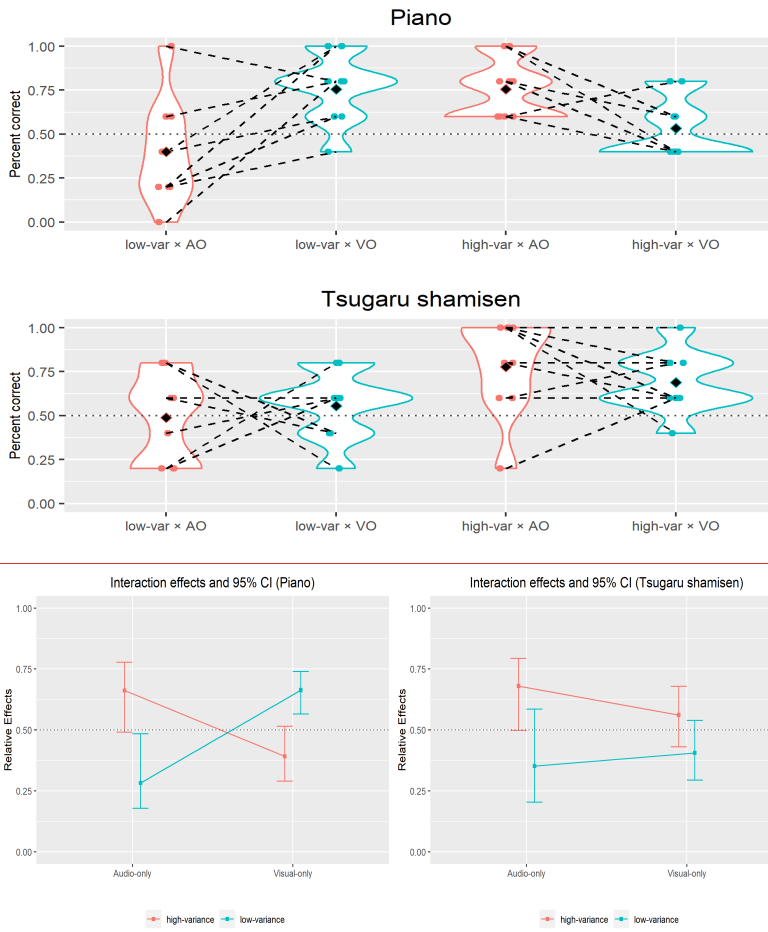 Piano
Percent correct
1.00
0.75
0.50
0.25
0.00
low-var × AO low-var × VO high-var × AO high-var × VO
Tsugaru shamisen
Percent correct
1.00
0.75
0.50
0.25
0.00
low-var × AO low-var × VO high-var × AO high-var × VO
Interaction effects and 95% CI (Piano)
Relative Effects
1.00
0.75
0.50
0.25
0.00
Audio-only Visual-only
high-variance low-variance
Interaction effects and 95% CI (Tsugaru shamisen)
Relative Effects
1.00
0.75
0.50
0.25
0.00
Audio-only Visual-only
high-variance low-variance